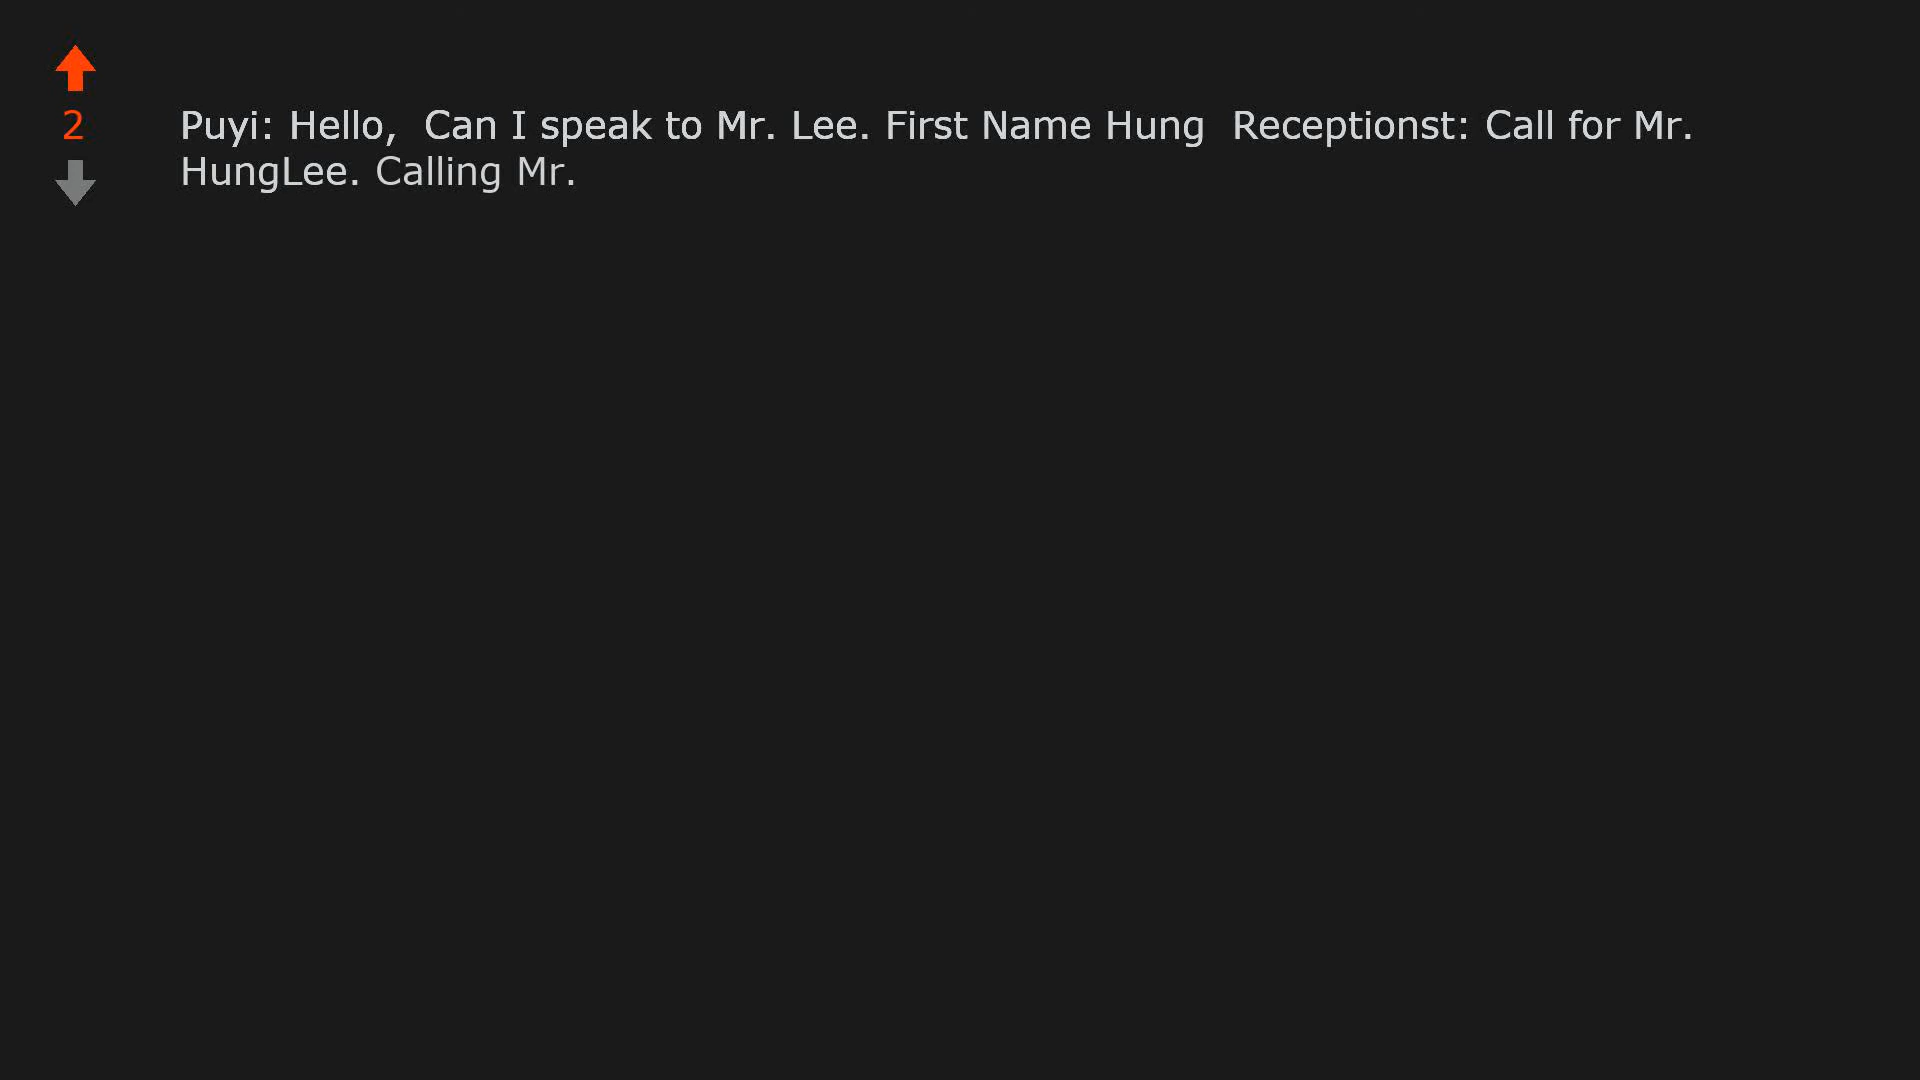 2
Puyi: Hello,  Can I speak to Mr. Lee. First Name Hung  Receptionst: Call for Mr.
HungLee. Calling Mr.